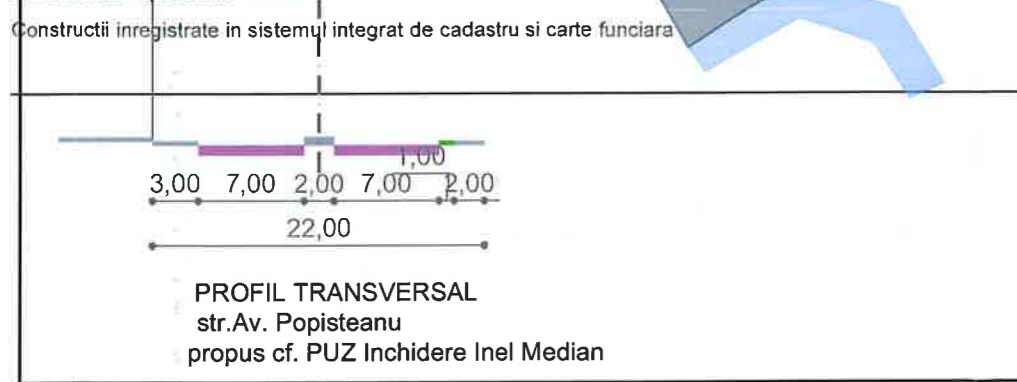 Constructii inregistrate in sistemul integrat de cadastru si carte funciara
1,00
3,00 7,00 2,00 7,00 2,00
22,00
PROFIL TRANSVERSAL
str.Av. Popisteanu
propus cf. PUZ Inchidere Inel Median